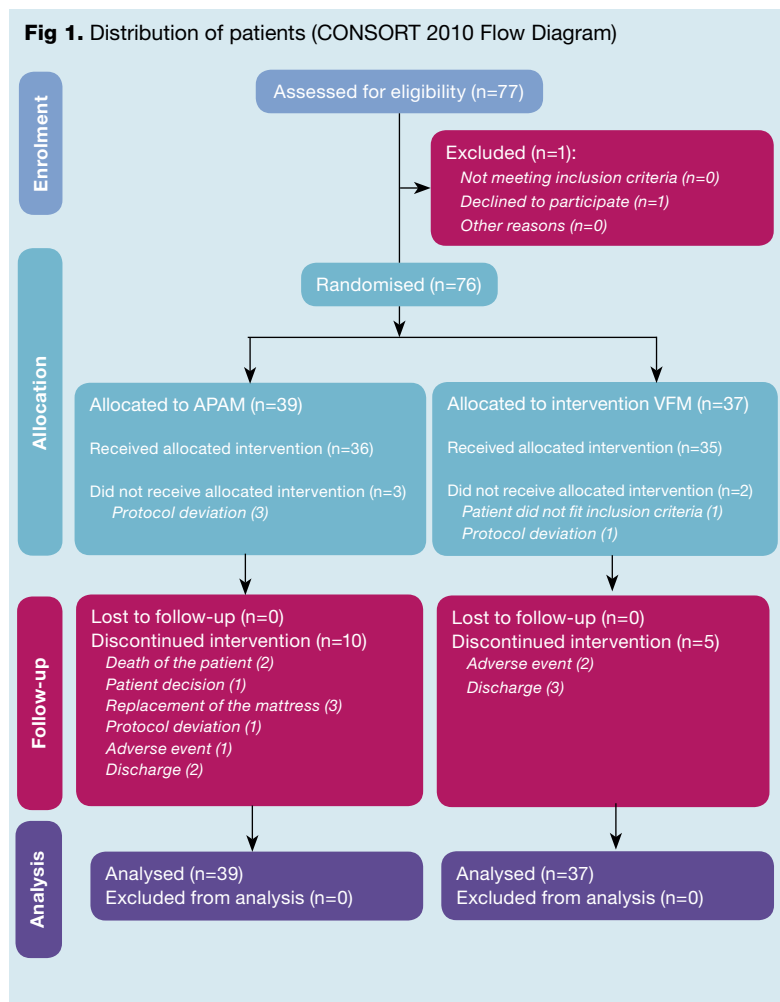 Fig 1. Distribution of patients (CONSORT 2010 Flow Diagram)
Enrolment
Assessed for eligibility (n=77)
Excluded (n=1):
Not meeting inclusion criteria (n=0)
Declined to participate (n=1)
Other reasons (n=0)
Randomised (n=76)
Allocation
Allocated to APAM (n=39)
Received allocated intervention (n=36)
Did not receive allocated intervention (n=3)
Protocol deviation (3)
Allocated to intervention VFM (n=37)
Received allocated intervention (n=35)
Did not receive allocated intervention (n=2)
Patient did not fit inclusion criteria (1)
Protocol deviation (1)
Follow-up
Lost to follow-up (n=0)
Discontinued intervention (n=10)
Death of the patient (2)
Patient decision (1)
Replacement of the mattress (3)
Protocol deviation (1)
Adverse event (1)
Discharge (2)
Lost to follow-up (n=0)
Discontinued intervention (n=5)
Adverse event (2)
Discharge (3)
Analysis
Analysed (n=39)
Excluded from analysis (n=0)
Analysed (n=37)
Excluded from analysis (n=0)